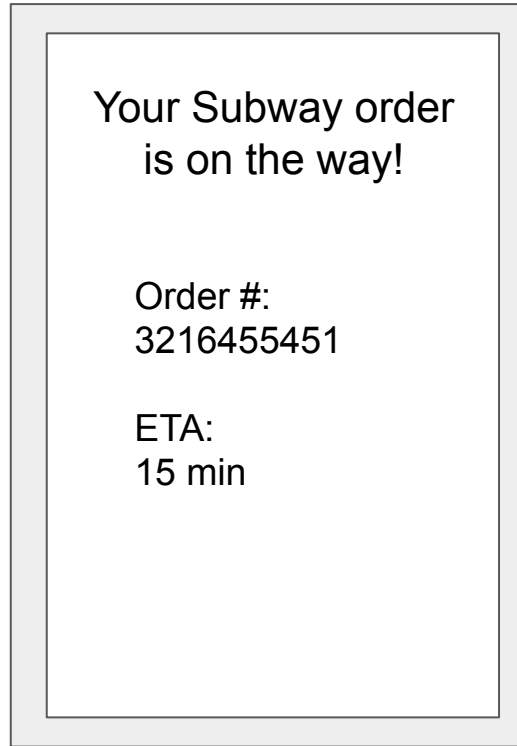 Your Subway order
is on the way!
Order #:
3216455451
ETA:
15 min